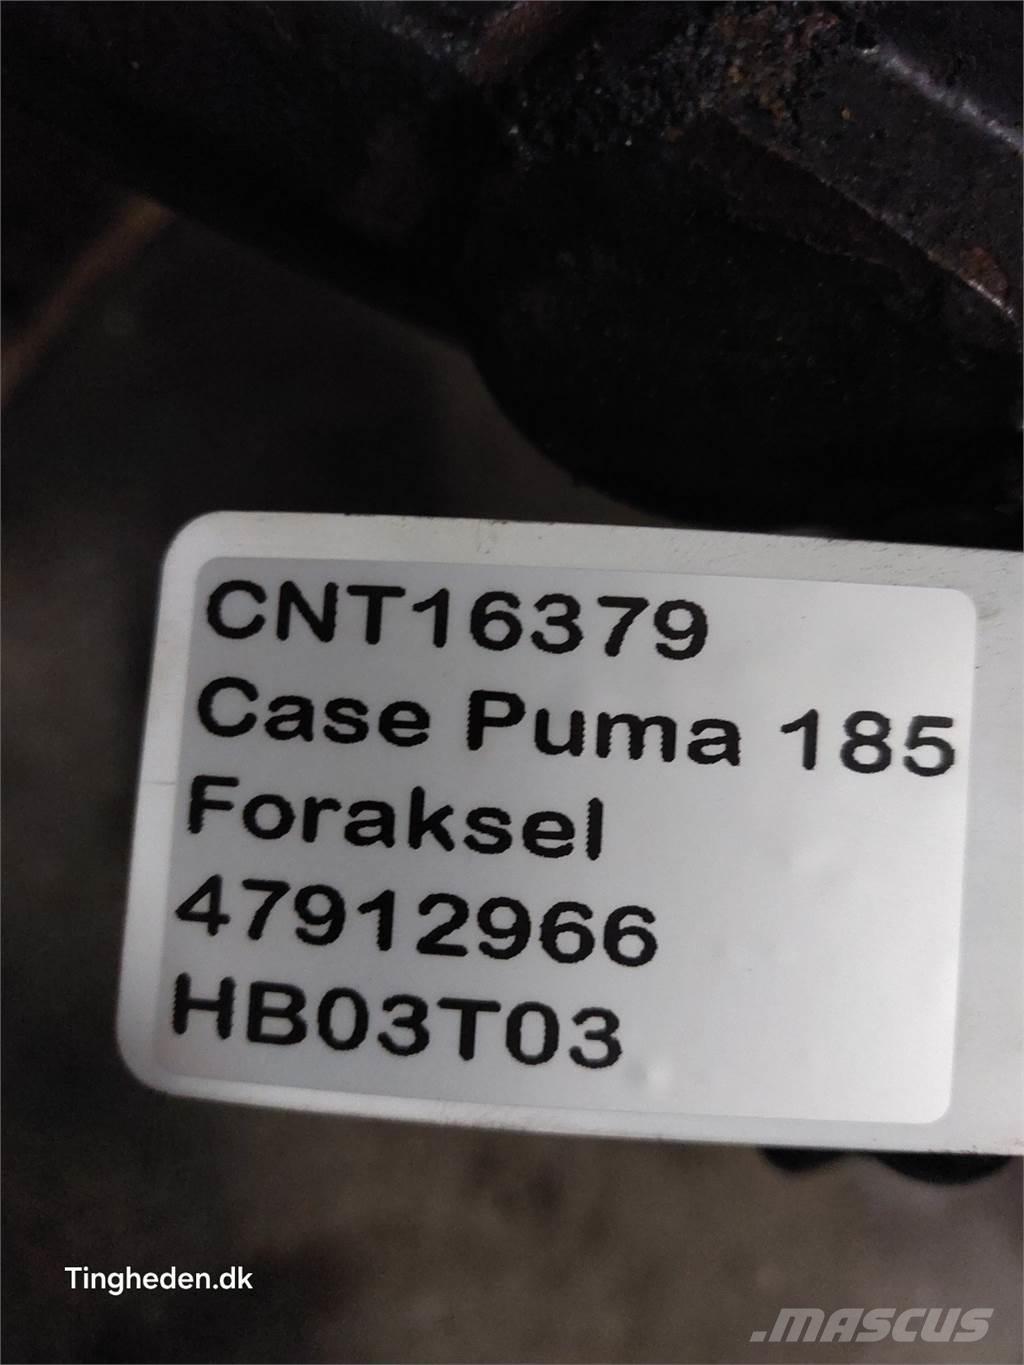 CNT16379
Case Puma 185
Foraksel
47912966
HB03T03
Tingheden.dk
.MASCUS